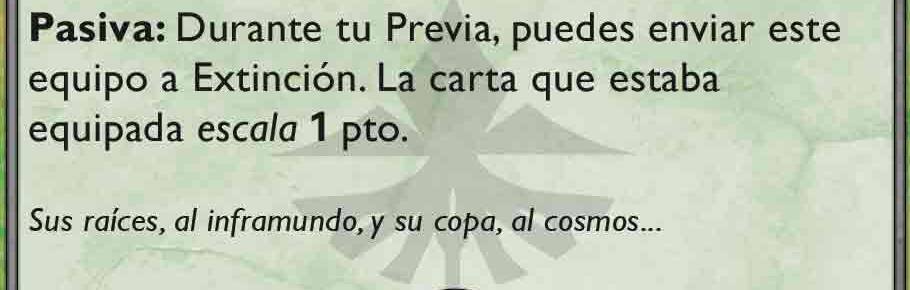 Pasiva: Durante tu Previa, puedes enviar este
equipo a Extinción. La carta que estaba
equipada escala 1 pto.
Sus raíces, al inframundo, y su copa, al cosmos...